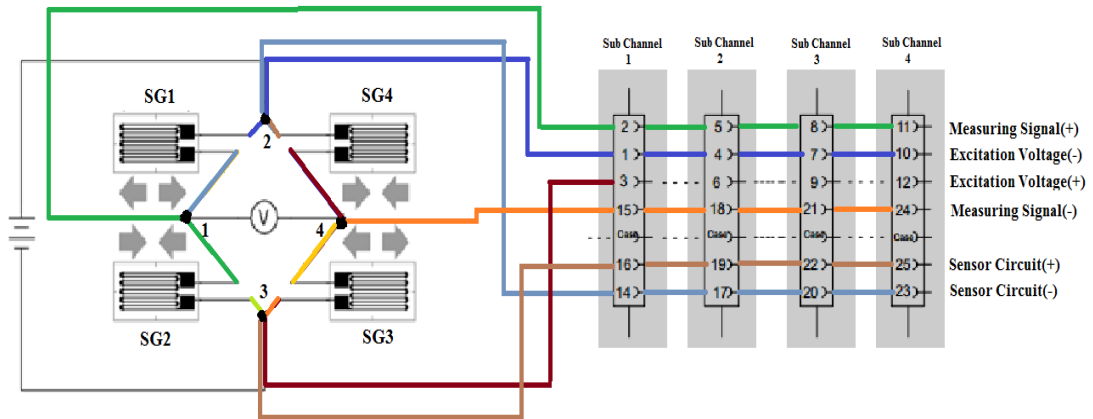 Sub Channel
1
Sub Channel
2
Sub Channel
3
Sub Channel
4
SG1
SG4
2
1
V
4
3
SG2
SG3
2
5
8
11
Measuring Signal(+)
1
4
7
10
Excitation Voltage(-)
3
6
9
12
Excitation Voltage(+)
15
18
21
24
Measuring Signal(-)
Case
Case
Case
Case
16
19
22
25
Sensor Circuit(+)
14
17
20
23
Sensor Circuit(-)